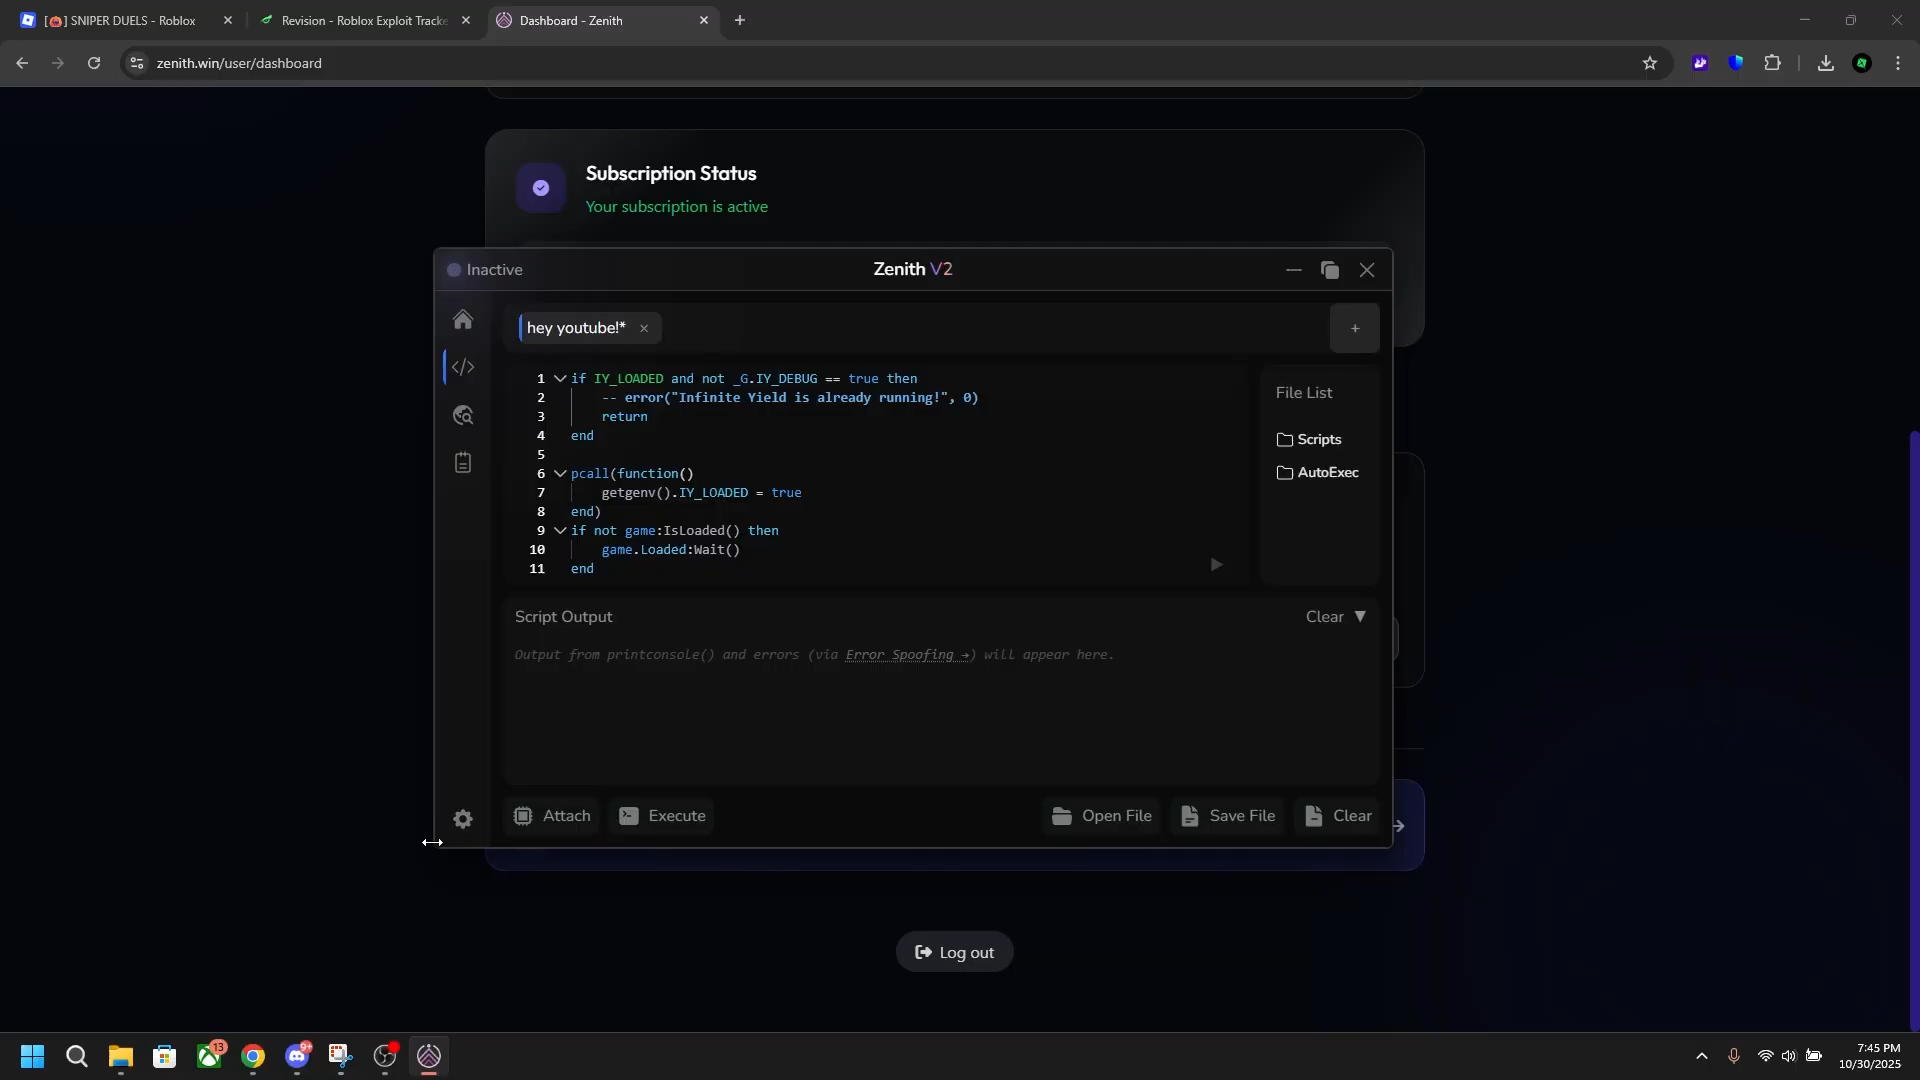 [🎃] SNIPER DUELS - Roblox
Revision - Roblox Exploit Tracke
Dashboard - Zenith
zenith.win/user/dashboard
Subscription Status
Your subscription is active
Inactive
Zenith V2
hey youtube!*
+
1 if IY_LOADED and not _G.IY_DEBUG == true then
2 -- error("Infinite Yield is already running!", 0)
3 return
4 end
5
6 pcall(function()
7 getgenv().IY_LOADED = true
8 end)
9 if not game:IsLoaded() then
10 game.Loaded:Wait()
11 end
File List
Scripts
AutoExec
Script Output
Clear ▼
Output from printconsole() and errors (via Error Spoofing →) will appear here.
Attach
Execute
Open File
Save File
Clear
Log out
13
9+
7:45 PM
10/30/2025